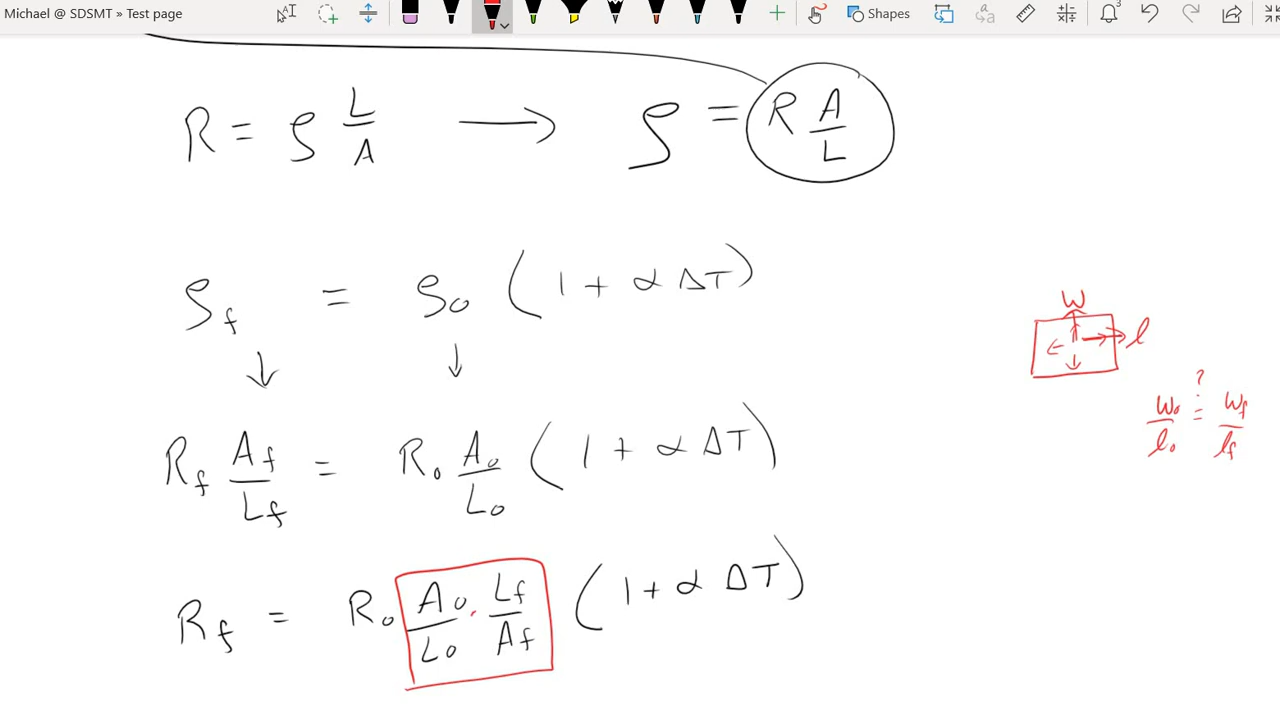 Michael @ SDSMT » Test page
Shapes
3
R = ρ L/A → ρ = R A/L
ρf = ρo (1 + α ΔT)
↓ ↓
w
l
?
wo/lo = wf/lf
Rf Af/Lf = Ro Ao/Lo (1 + α ΔT)
Rf = Ro Ao/Lo · Lf/Af (1 + α ΔT)